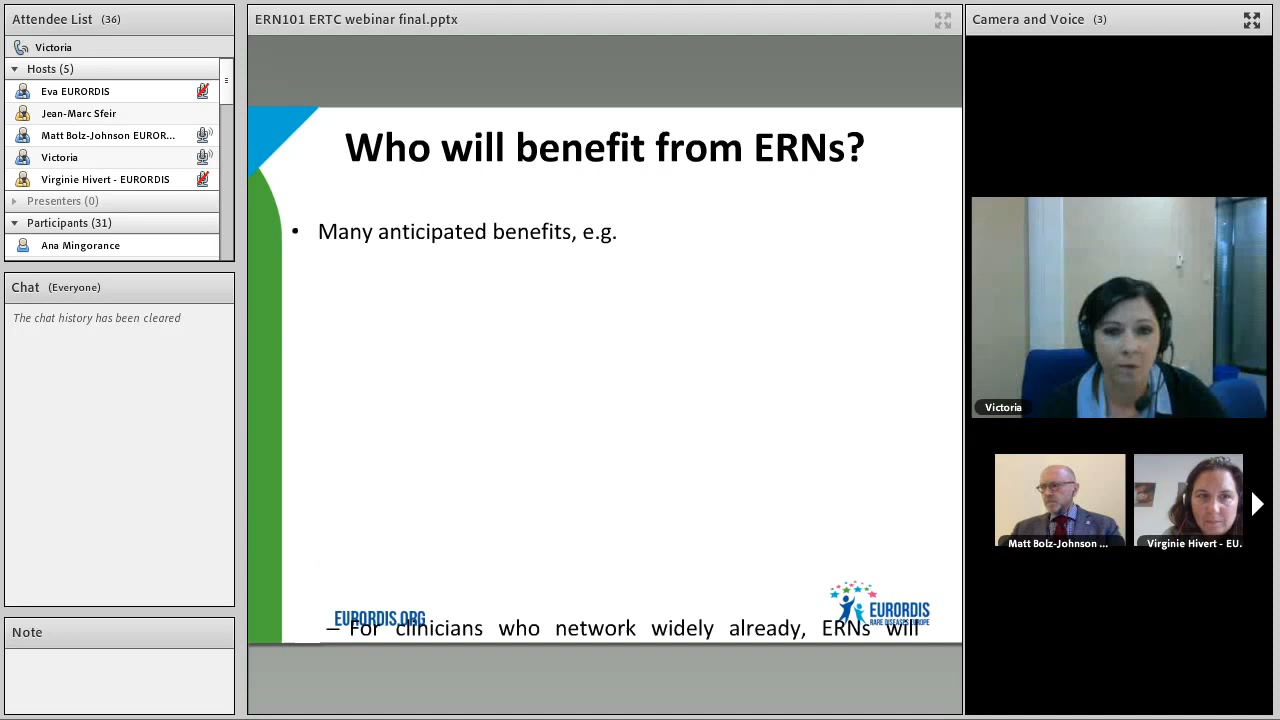 Attendee List (36)
Victoria
Hosts (5)
Eva EURORDIS
Jean-Marc Sfeir
Matt Bolz-Johnson EUROR...
Victoria
Virginie Hivert - EURORDIS
Presenters (0)
Participants (31)
Ana Mingorance
Chat (Everyone)
The chat history has been cleared
Note
ERN101 ERTC webinar final.pptx
Who will benefit from ERNs?
• Many anticipated benefits, e.g.
– For clinicians who network widely already, ERNs will
EURORDIS.ORG
EURORDIS
RARE DISEASES EUROPE
Camera and Voice (3)
Victoria
Matt Bolz-Johnson ...
Virginie Hivert - EU...